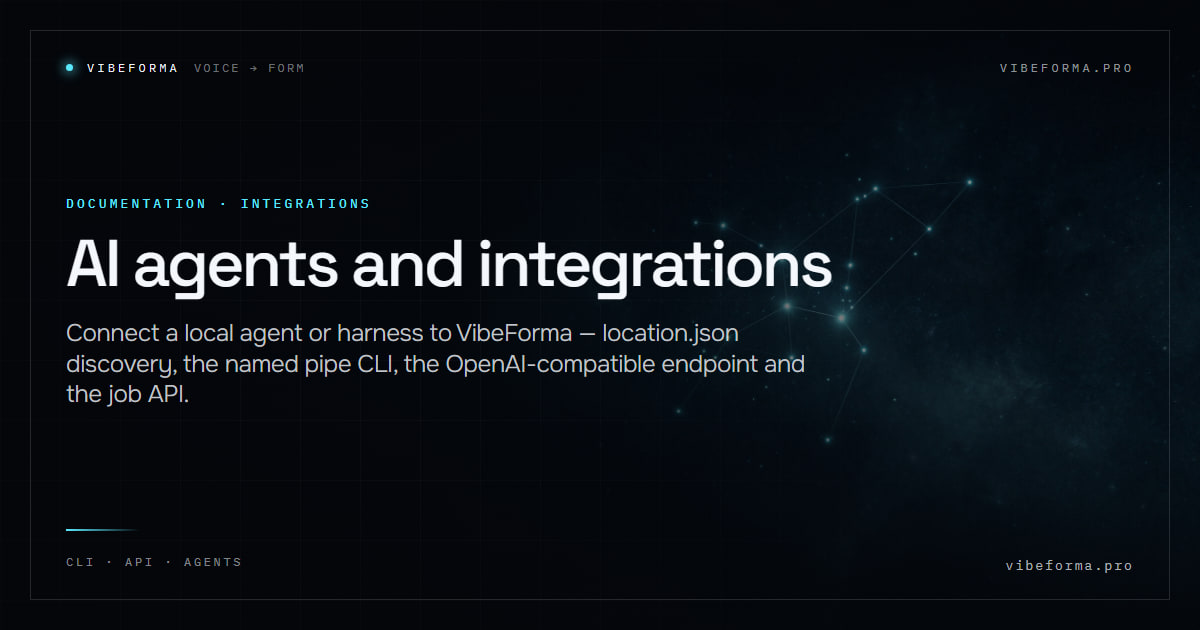 VIBEFORMA VOICE → FORM
VIBEFORMA.PRO
DOCUMENTATION · INTEGRATIONS
AI agents and integrations
Connect a local agent or harness to VibeForma — location.json
discovery, the named pipe CLI, the OpenAI-compatible endpoint and
the job API.
CLI · API · AGENTS
vibeforma.pro